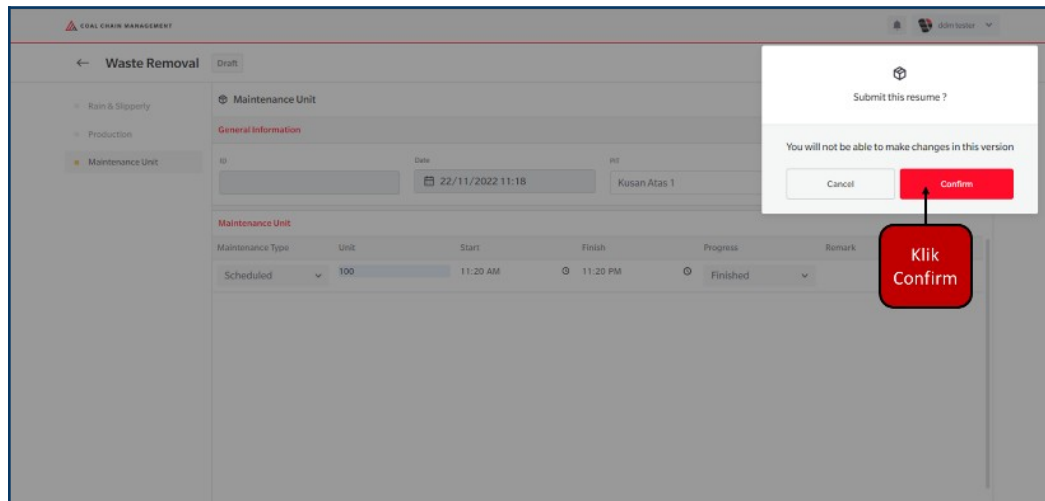 COAL CHAIN MANAGEMENT
ddm tester
Waste Removal
Draft
Submit this resume ?
You will not be able to make changes in this version
Cancel
Confirm
Klik
Confirm
Rain & Slipperly
Production
Maintenance Unit
Maintenance Unit
General Information
ID
Date
22/11/2022 11:18
Kusan Atas 1
Maintenance Unit
Maintenance Type Unit Start Finish Progress Remark
Scheduled 100 11:20 AM 11:20 PM Finished